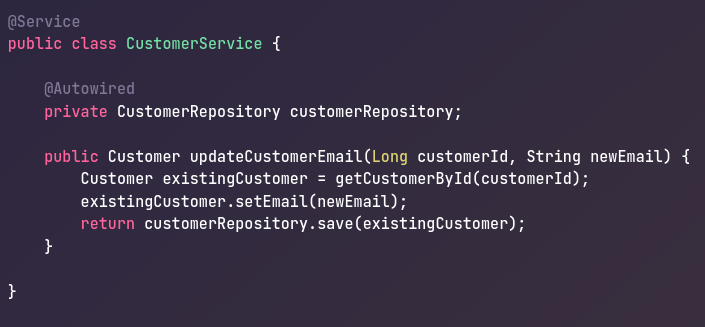 @Service
public class CustomerService {
@Autowired
private CustomerRepository customerRepository;
public Customer updateCustomerEmail(Long customerId, String newEmail) {
Customer existingCustomer = getCustomerById(customerId);
existingCustomer.setEmail(newEmail);
return customerRepository.save(existingCustomer);
}
}